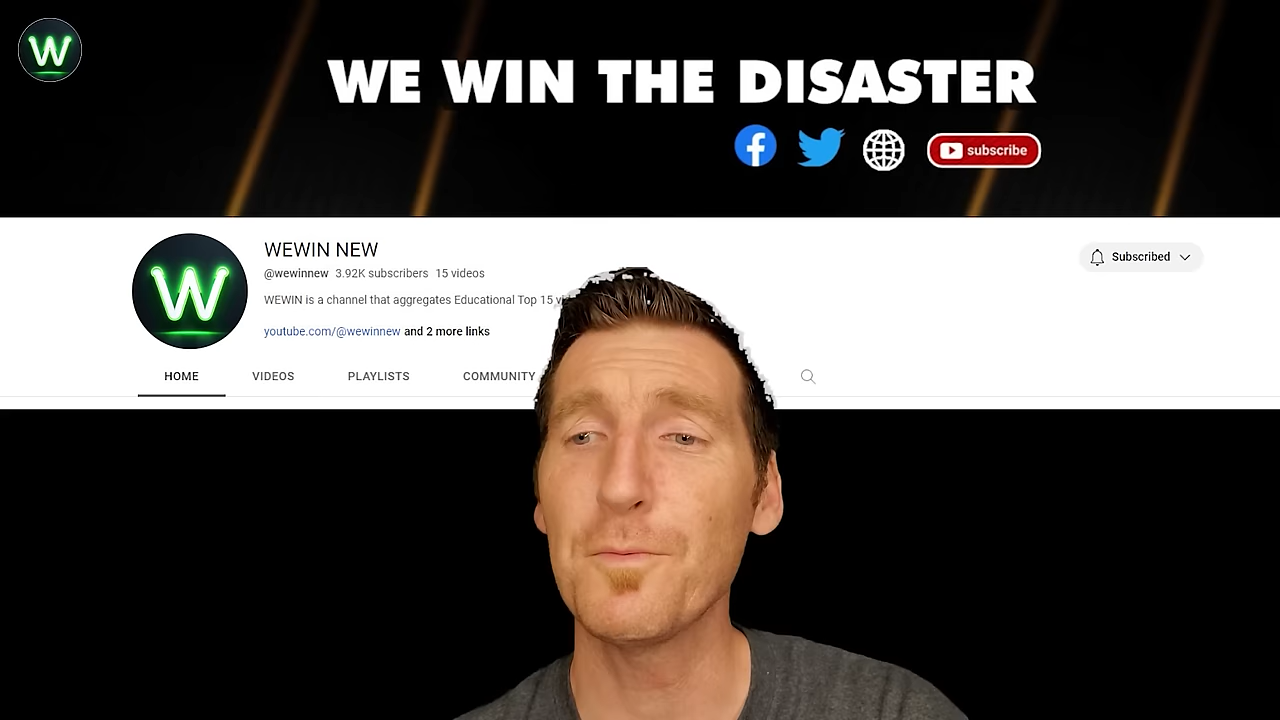 W
WE WIN THE DISASTER
subscribe
W
WEWIN NEW
@wewinnew 3.92K subscribers 15 videos
WEWIN is a channel that aggregates Educational Top 15
youtube.com/@wewinnew and 2 more links
Subscribed
HOME VIDEOS PLAYLISTS COMMUNITY